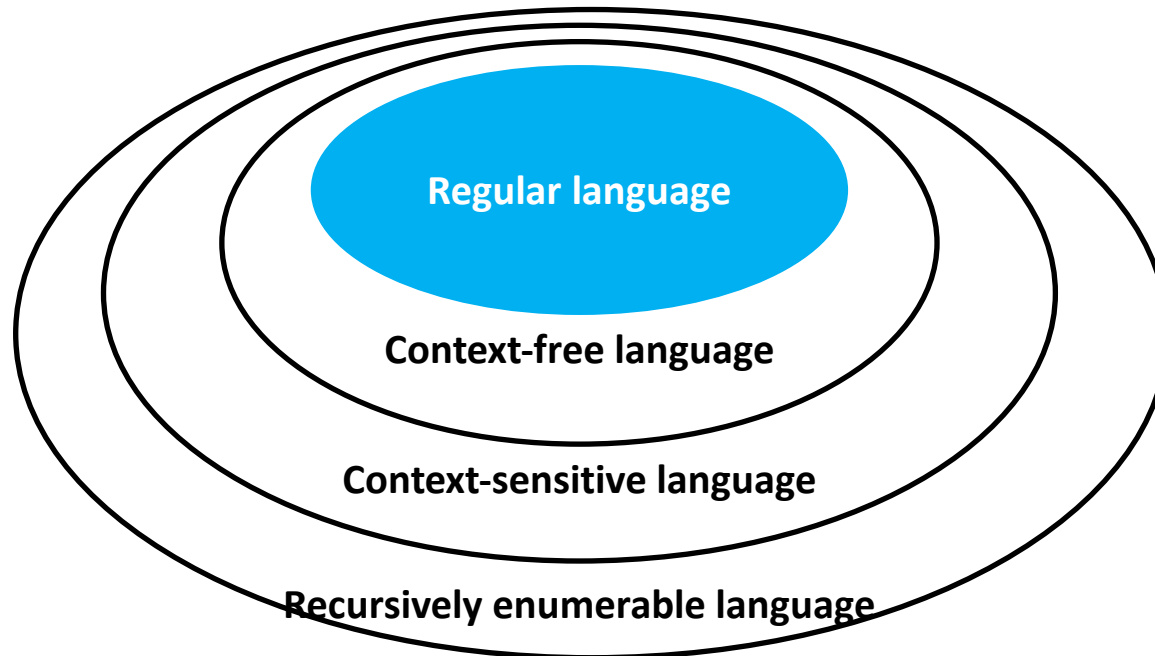 Regular language
Context-free language
Context-sensitive language
Recursively enumerable language